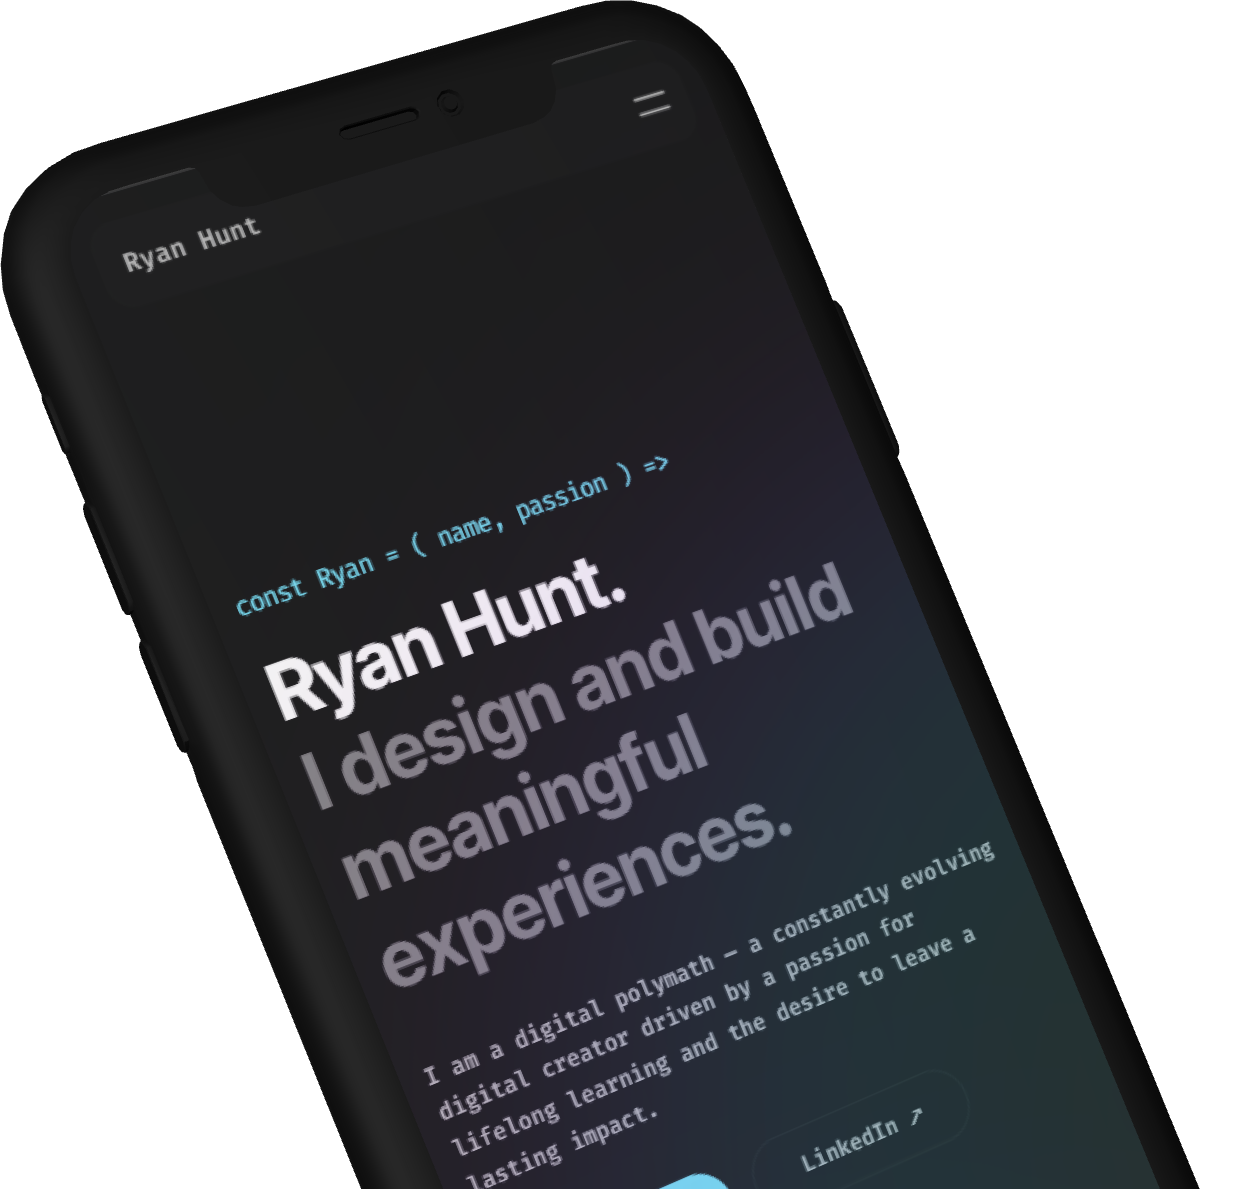 Ryan Hunt
const Ryan = ( name, passion ) =>
Ryan Hunt.
I design and build
meaningful
experiences.
I am a digital polymath — a constantly evolving
digital creator driven by a passion for
lifelong learning and the desire to leave a
lasting impact.
LinkedIn ↗